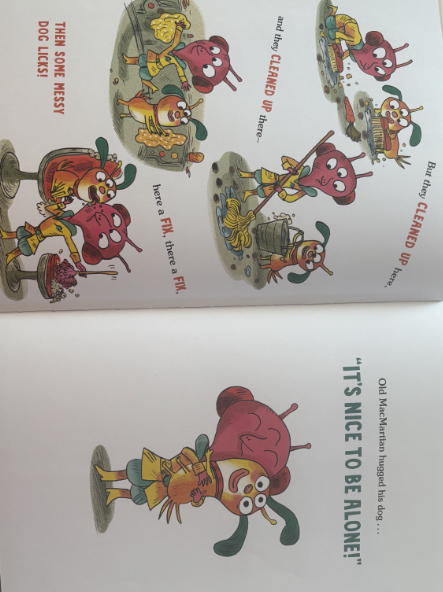 But they CLEANED UP here,
and they CLEANED UP there–
here a FIX, there a FIX,
THEN SOME MESSY
DOG LICKS!
Old MacMartian hugged his dog . . .
“IT’S NICE TO BE ALONE!”